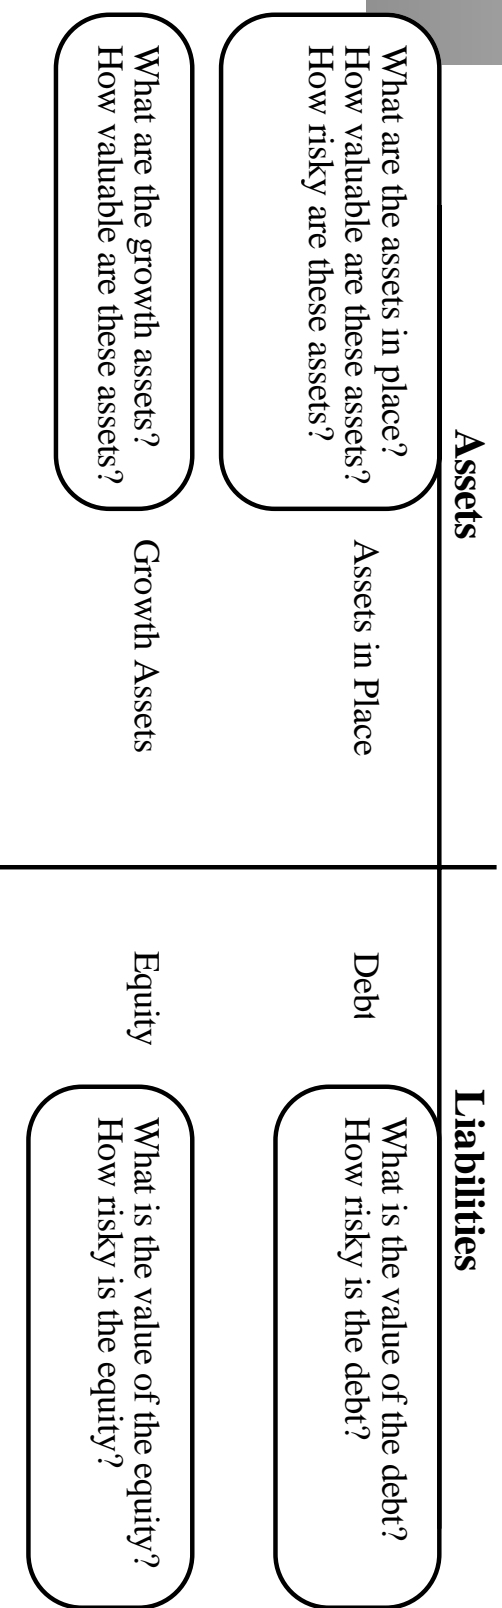 Assets
Liabilities
What are the assets in place?
How valuable are these assets?
How risky are these assets?
Assets in Place
Debt
What is the value of the debt?
How risky is the debt?
What are the growth assets?
How valuable are these assets?
Growth Assets
Equity
What is the value of the equity?
How risky is the equity?